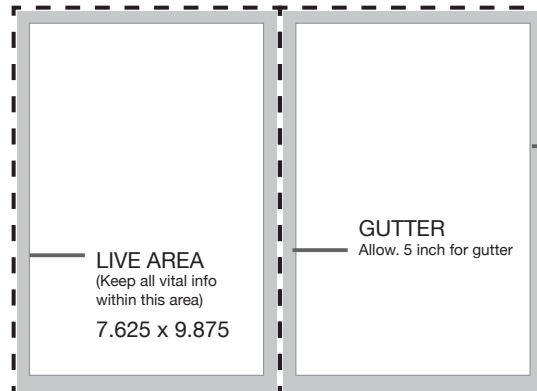 LIVE AREA
(Keep all vital info
within this area)
7.625 x 9.875
GUTTER
Allow. 5 inch for gutter